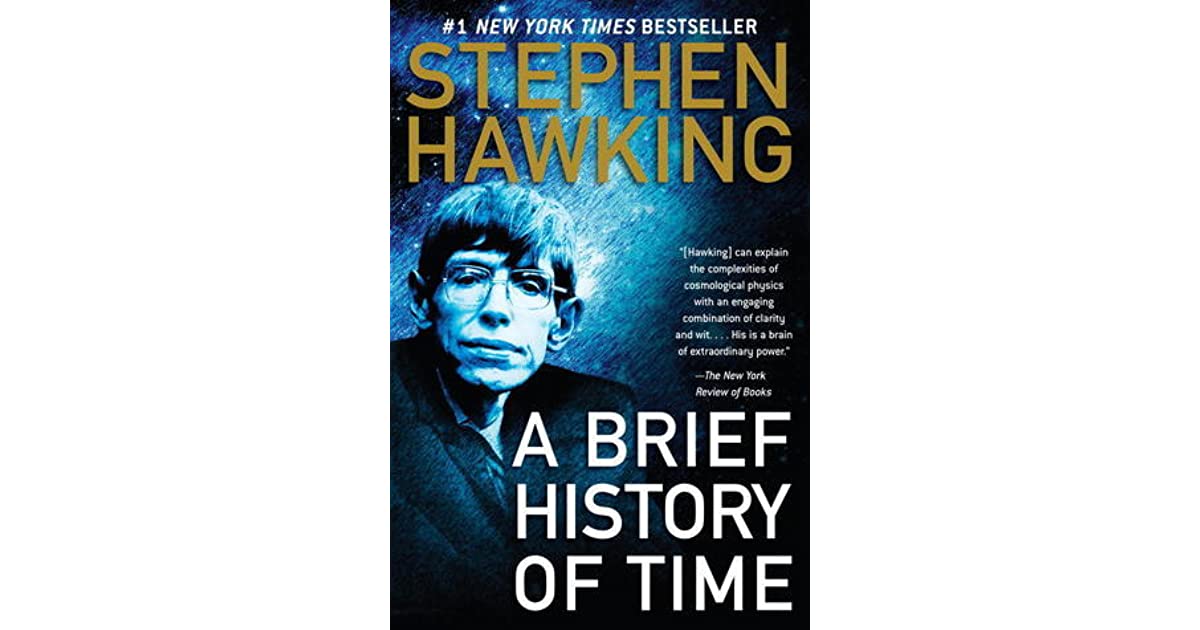 #1 NEW YORK TIMES BESTSELLER
STEPHEN
HAWKING
"[Hawking] can explain
the complexities of
cosmological physics
with an engaging
combination of clarity
and wit. . . . His is a brain
of extraordinary power."
—The New York
Review of Books
A BRIEF
HISTORY
OF TIME